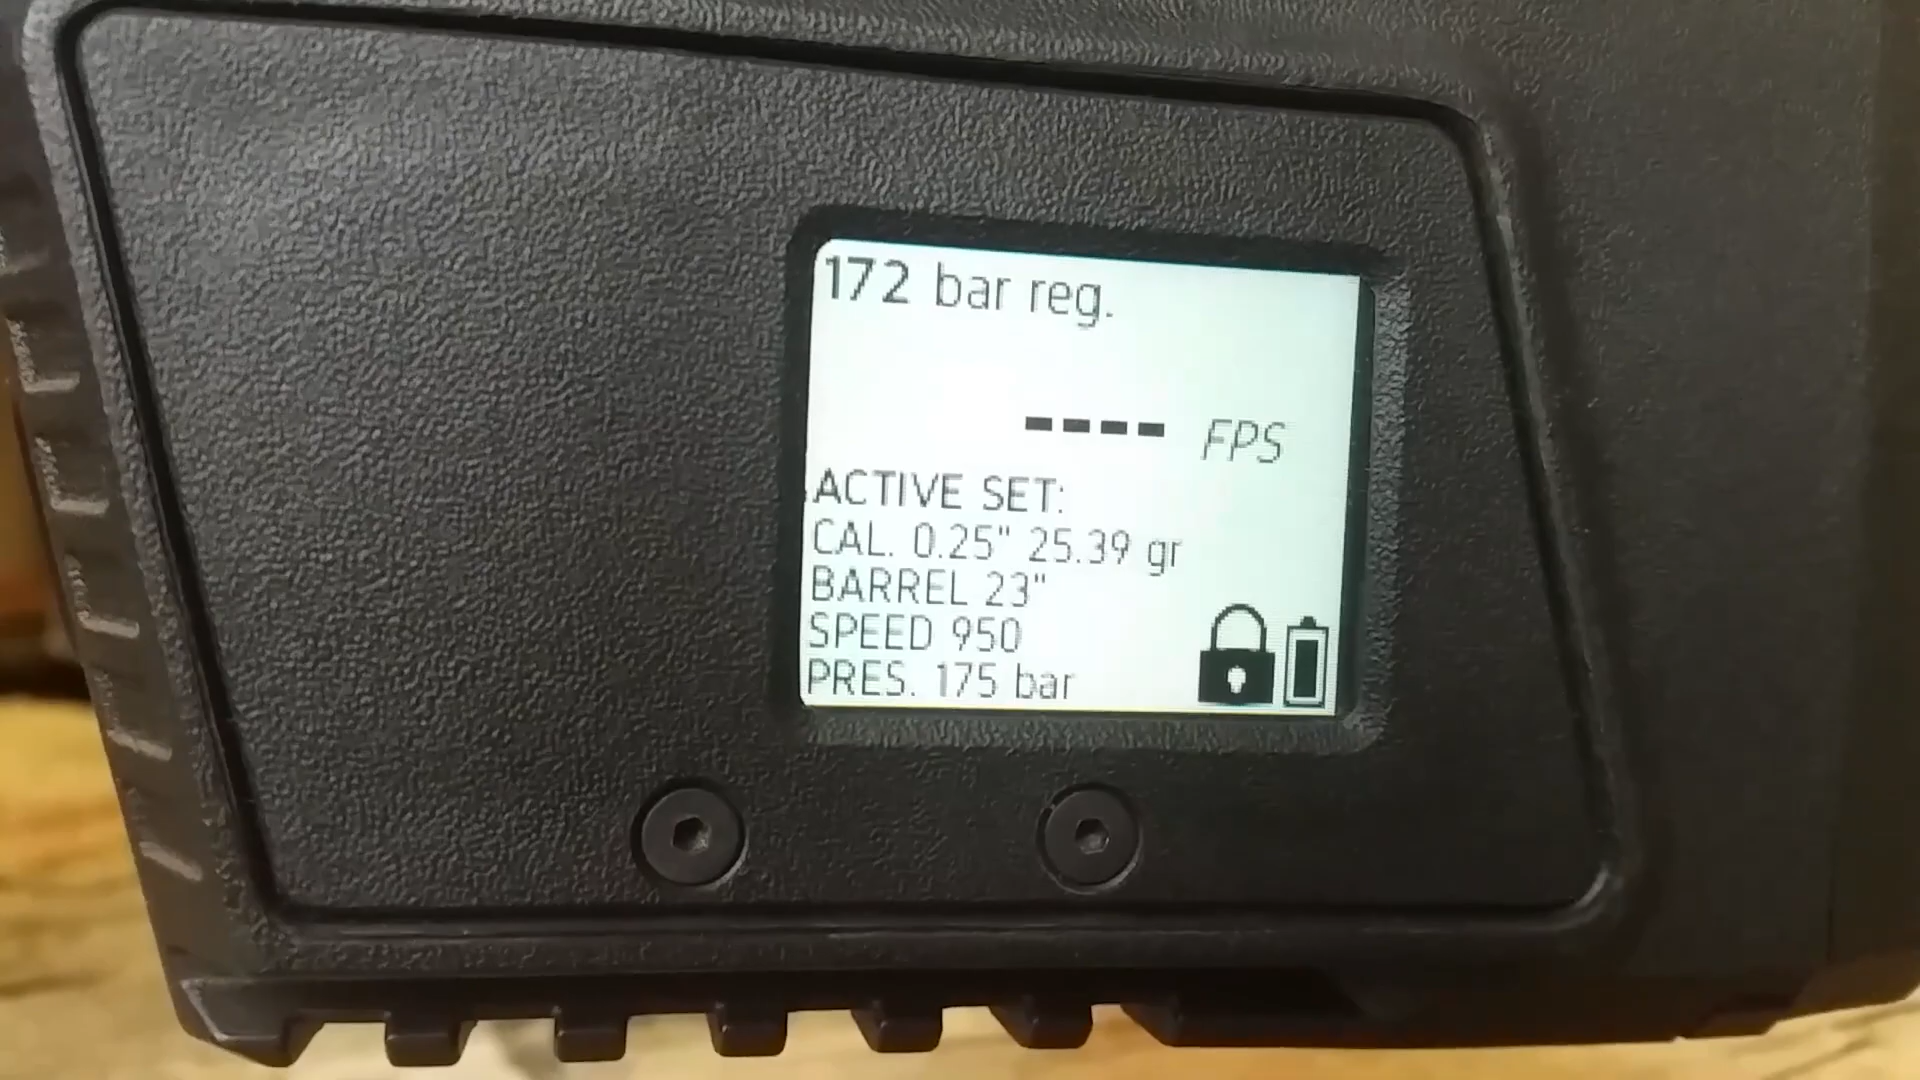 172 bar reg.
---- FPS
ACTIVE SET:
CAL. 0.25" 25.39 gr
BARREL 23"
SPEED 950
PRES. 175 bar